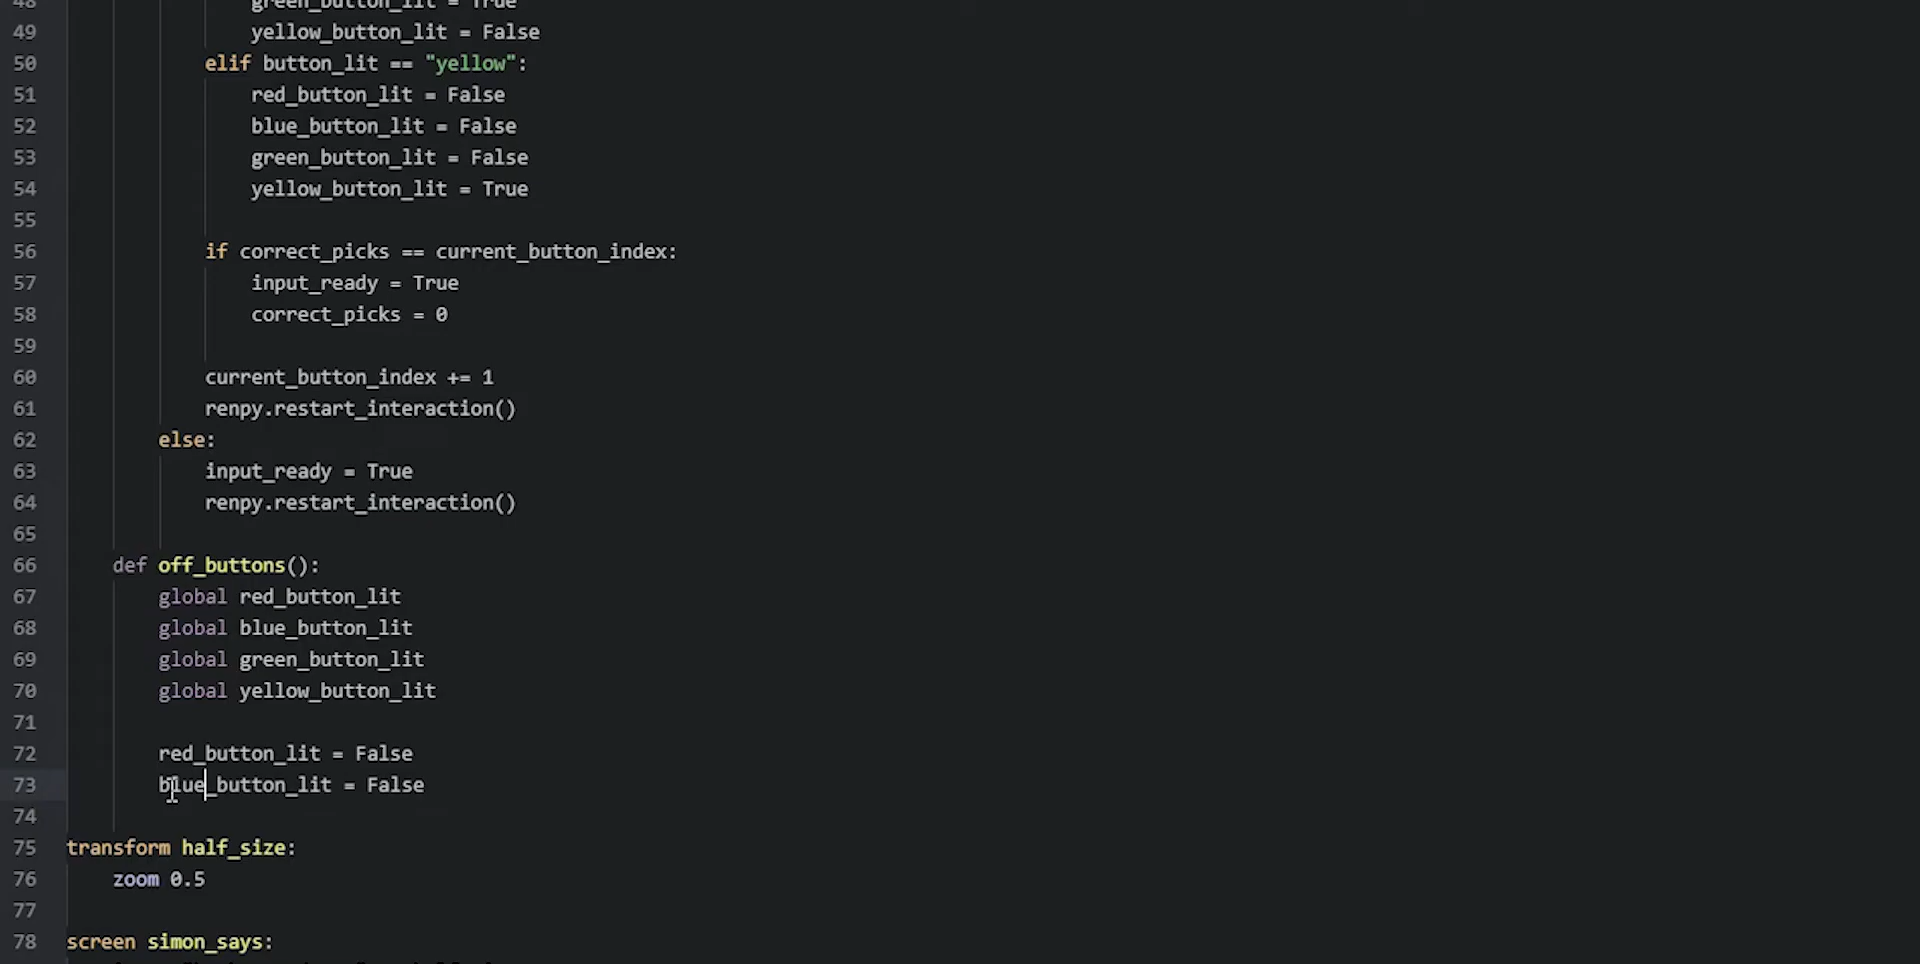 48 green_button_lit = True
49 yellow_button_lit = False
50 elif button_lit == "yellow":
51 red_button_lit = False
52 blue_button_lit = False
53 green_button_lit = False
54 yellow_button_lit = True
55
56 if correct_picks == current_button_index:
57 input_ready = True
58 correct_picks = 0
59
60 current_button_index += 1
61 renpy.restart_interaction()
62 else:
63 input_ready = True
64 renpy.restart_interaction()
65
66 def off_buttons():
67 global red_button_lit
68 global blue_button_lit
69 global green_button_lit
70 global yellow_button_lit
71
72 red_button_lit = False
73 blue_button_lit = False
74
75 transform half_size:
76 zoom 0.5
77
78 screen simon_says: